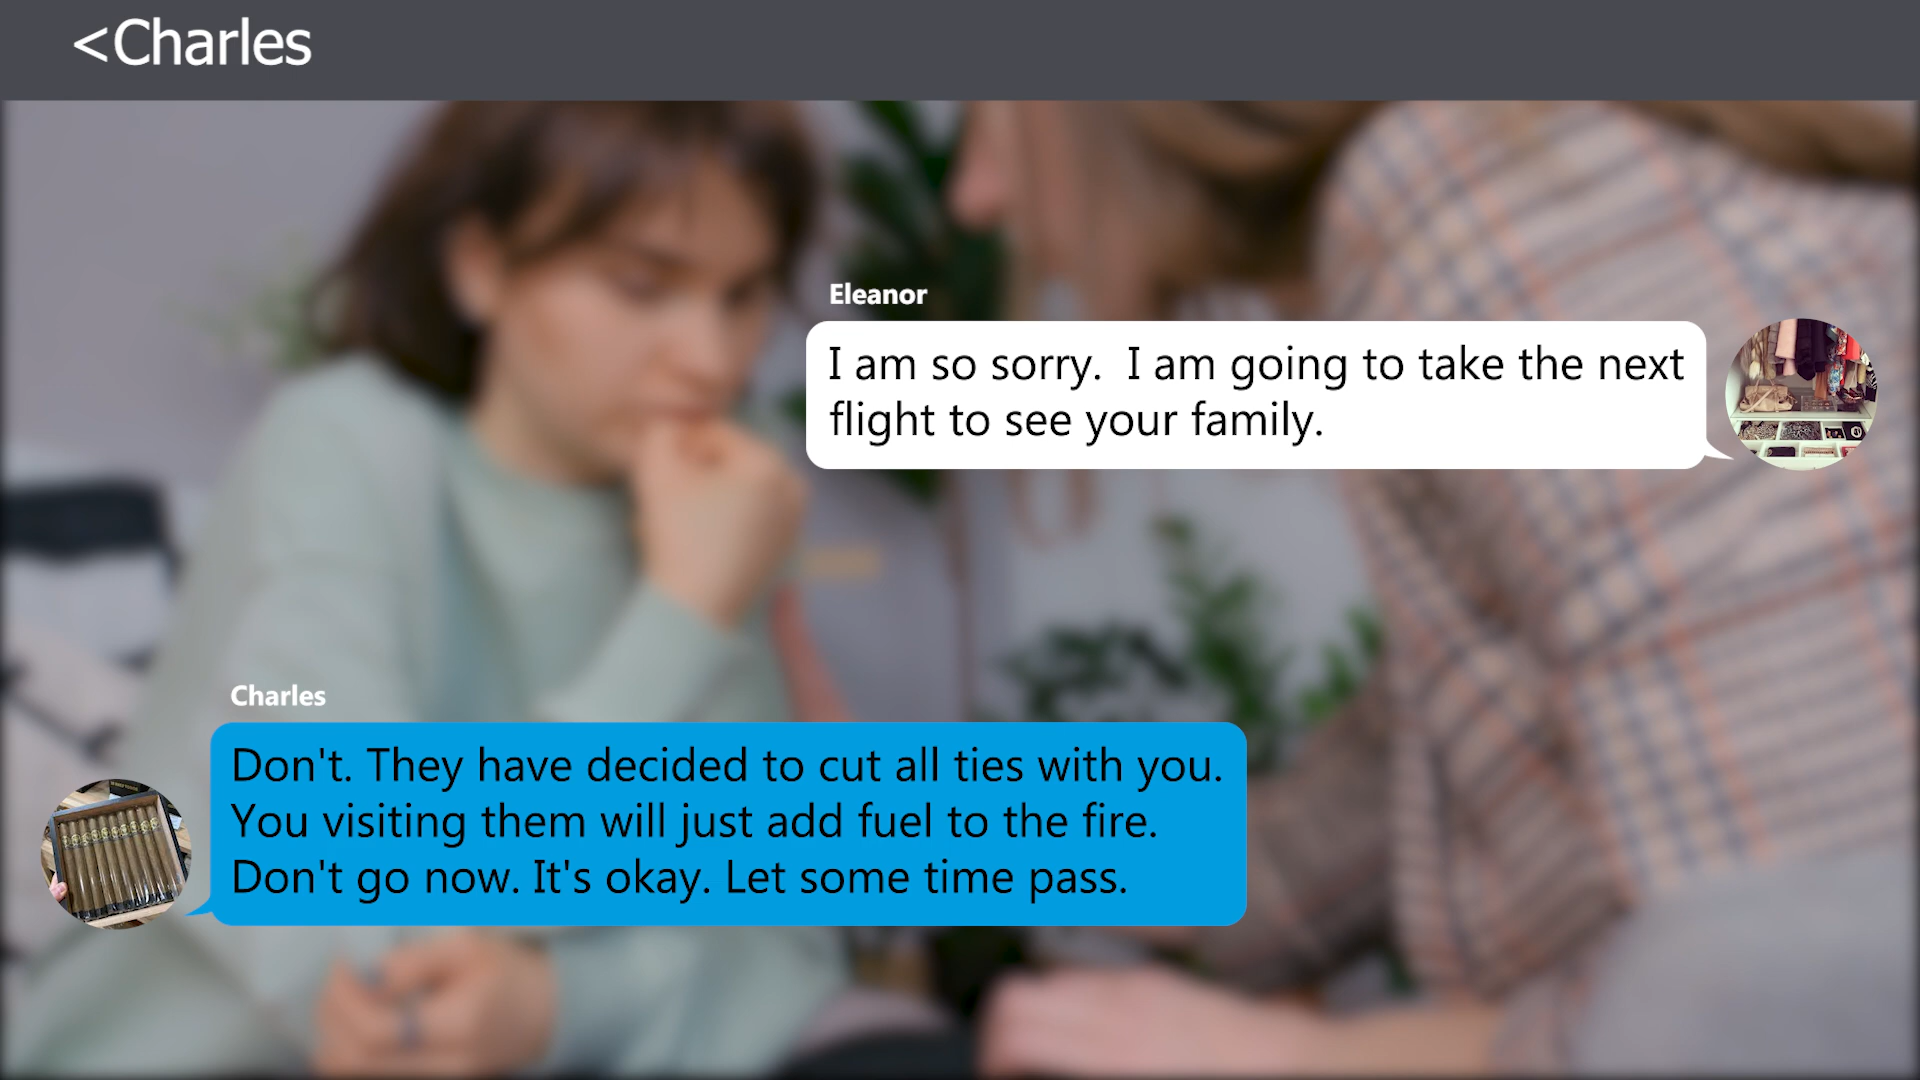 <Charles
Eleanor
I am so sorry.  I am going to take the next
flight to see your family.
Charles
Don't. They have decided to cut all ties with you.
You visiting them will just add fuel to the fire.
Don't go now. It's okay. Let some time pass.